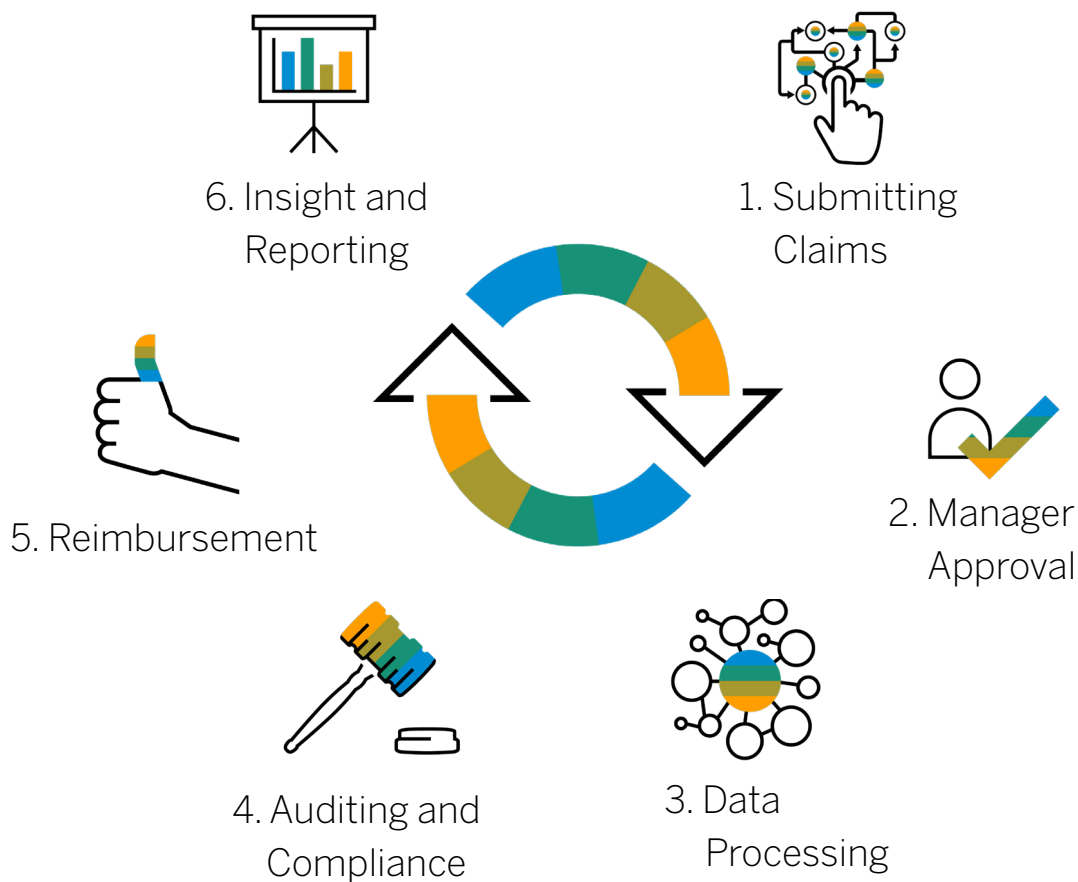 1. Submitting
Claims
2. Manager
Approval
3. Data
Processing
4. Auditing and
Compliance
5. Reimbursement
6. Insight and
Reporting